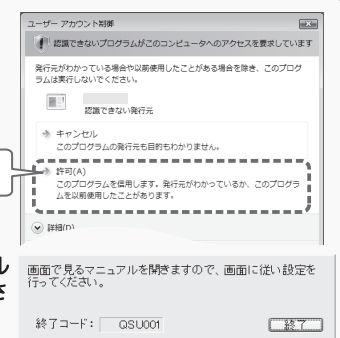 ユーザー アカウント制御
認識できないプログラムがこのコンピュータへのアクセスを要求しています
発行元がわかっている場合や以前使用したことがある場合を除き、このプログ
ラムは実行しないでください。
認識できない発行元
キャンセル
このプログラムの発行元も目的もわかりません。
許可(A)
このプログラムを信用します。発行元がわかっているか、このプログラ
ムを以前使用したことがあります。
詳細(D)
ル
さ
画面で見るマニュアルを開きますので、画面に従い設定を
行ってください。
終了コード： QSU001
終了